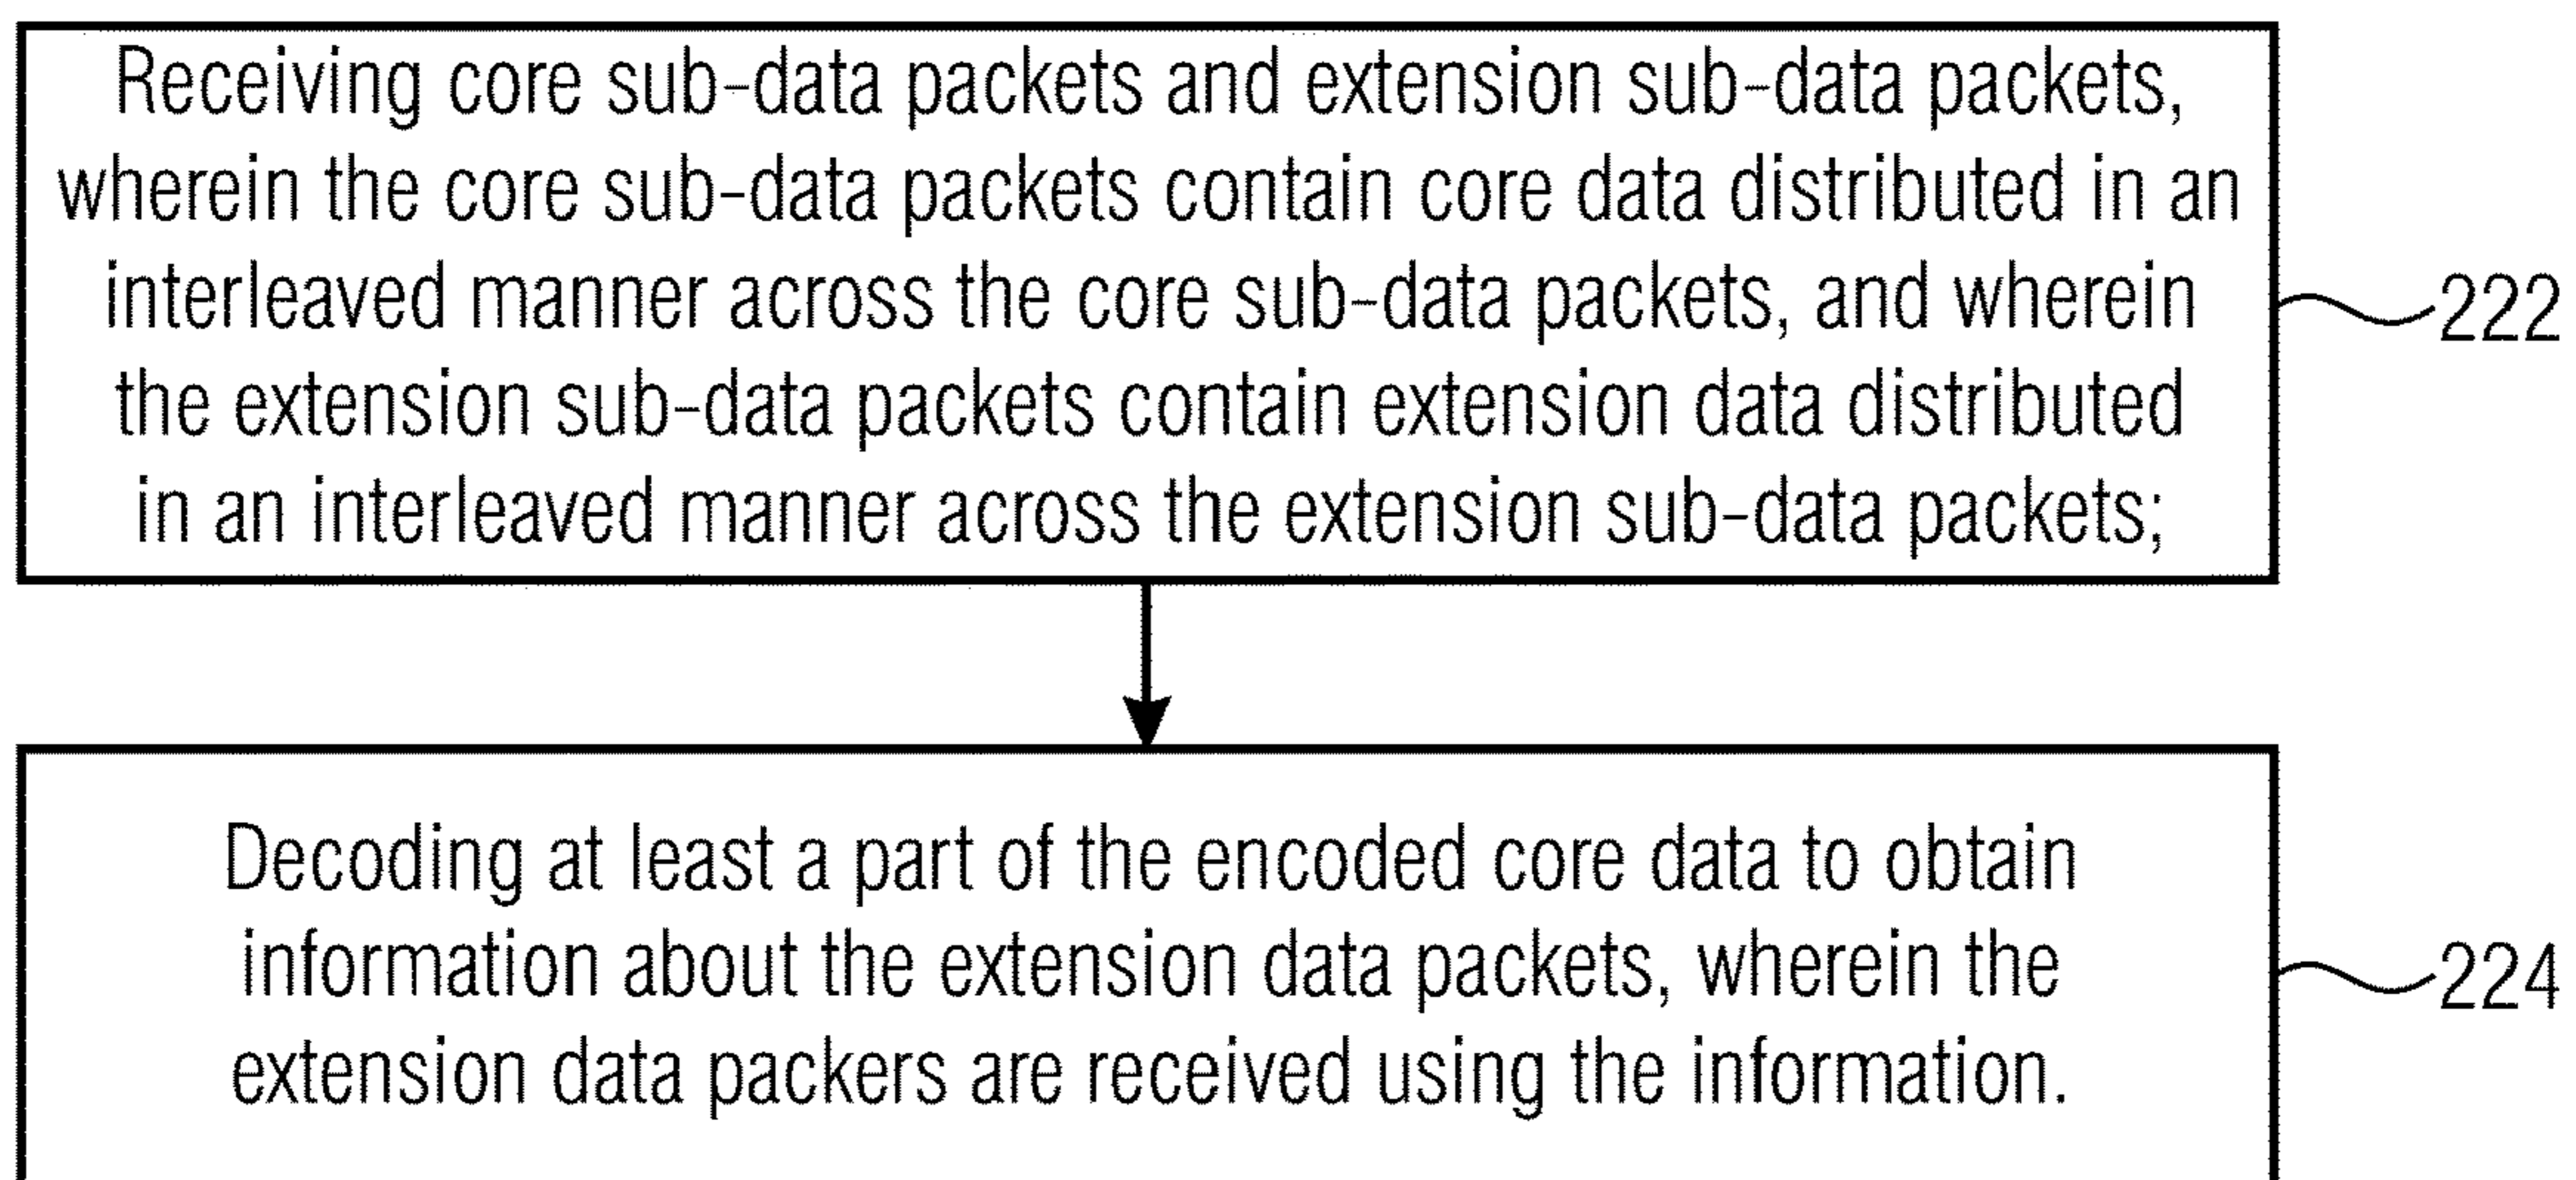 Receiving core sub-data packets and extension sub-data packets,
wherein the core sub-data packets contain core data distributed in an
interleaved manner across the core sub-data packets, and wherein
the extension sub-data packets contain extension data distributed
in an interleaved manner across the extension sub-data packets;
222
Decoding at least a part of the encoded core data to obtain
information about the extension data packets, wherein the
extension data packers are received using the information.
224